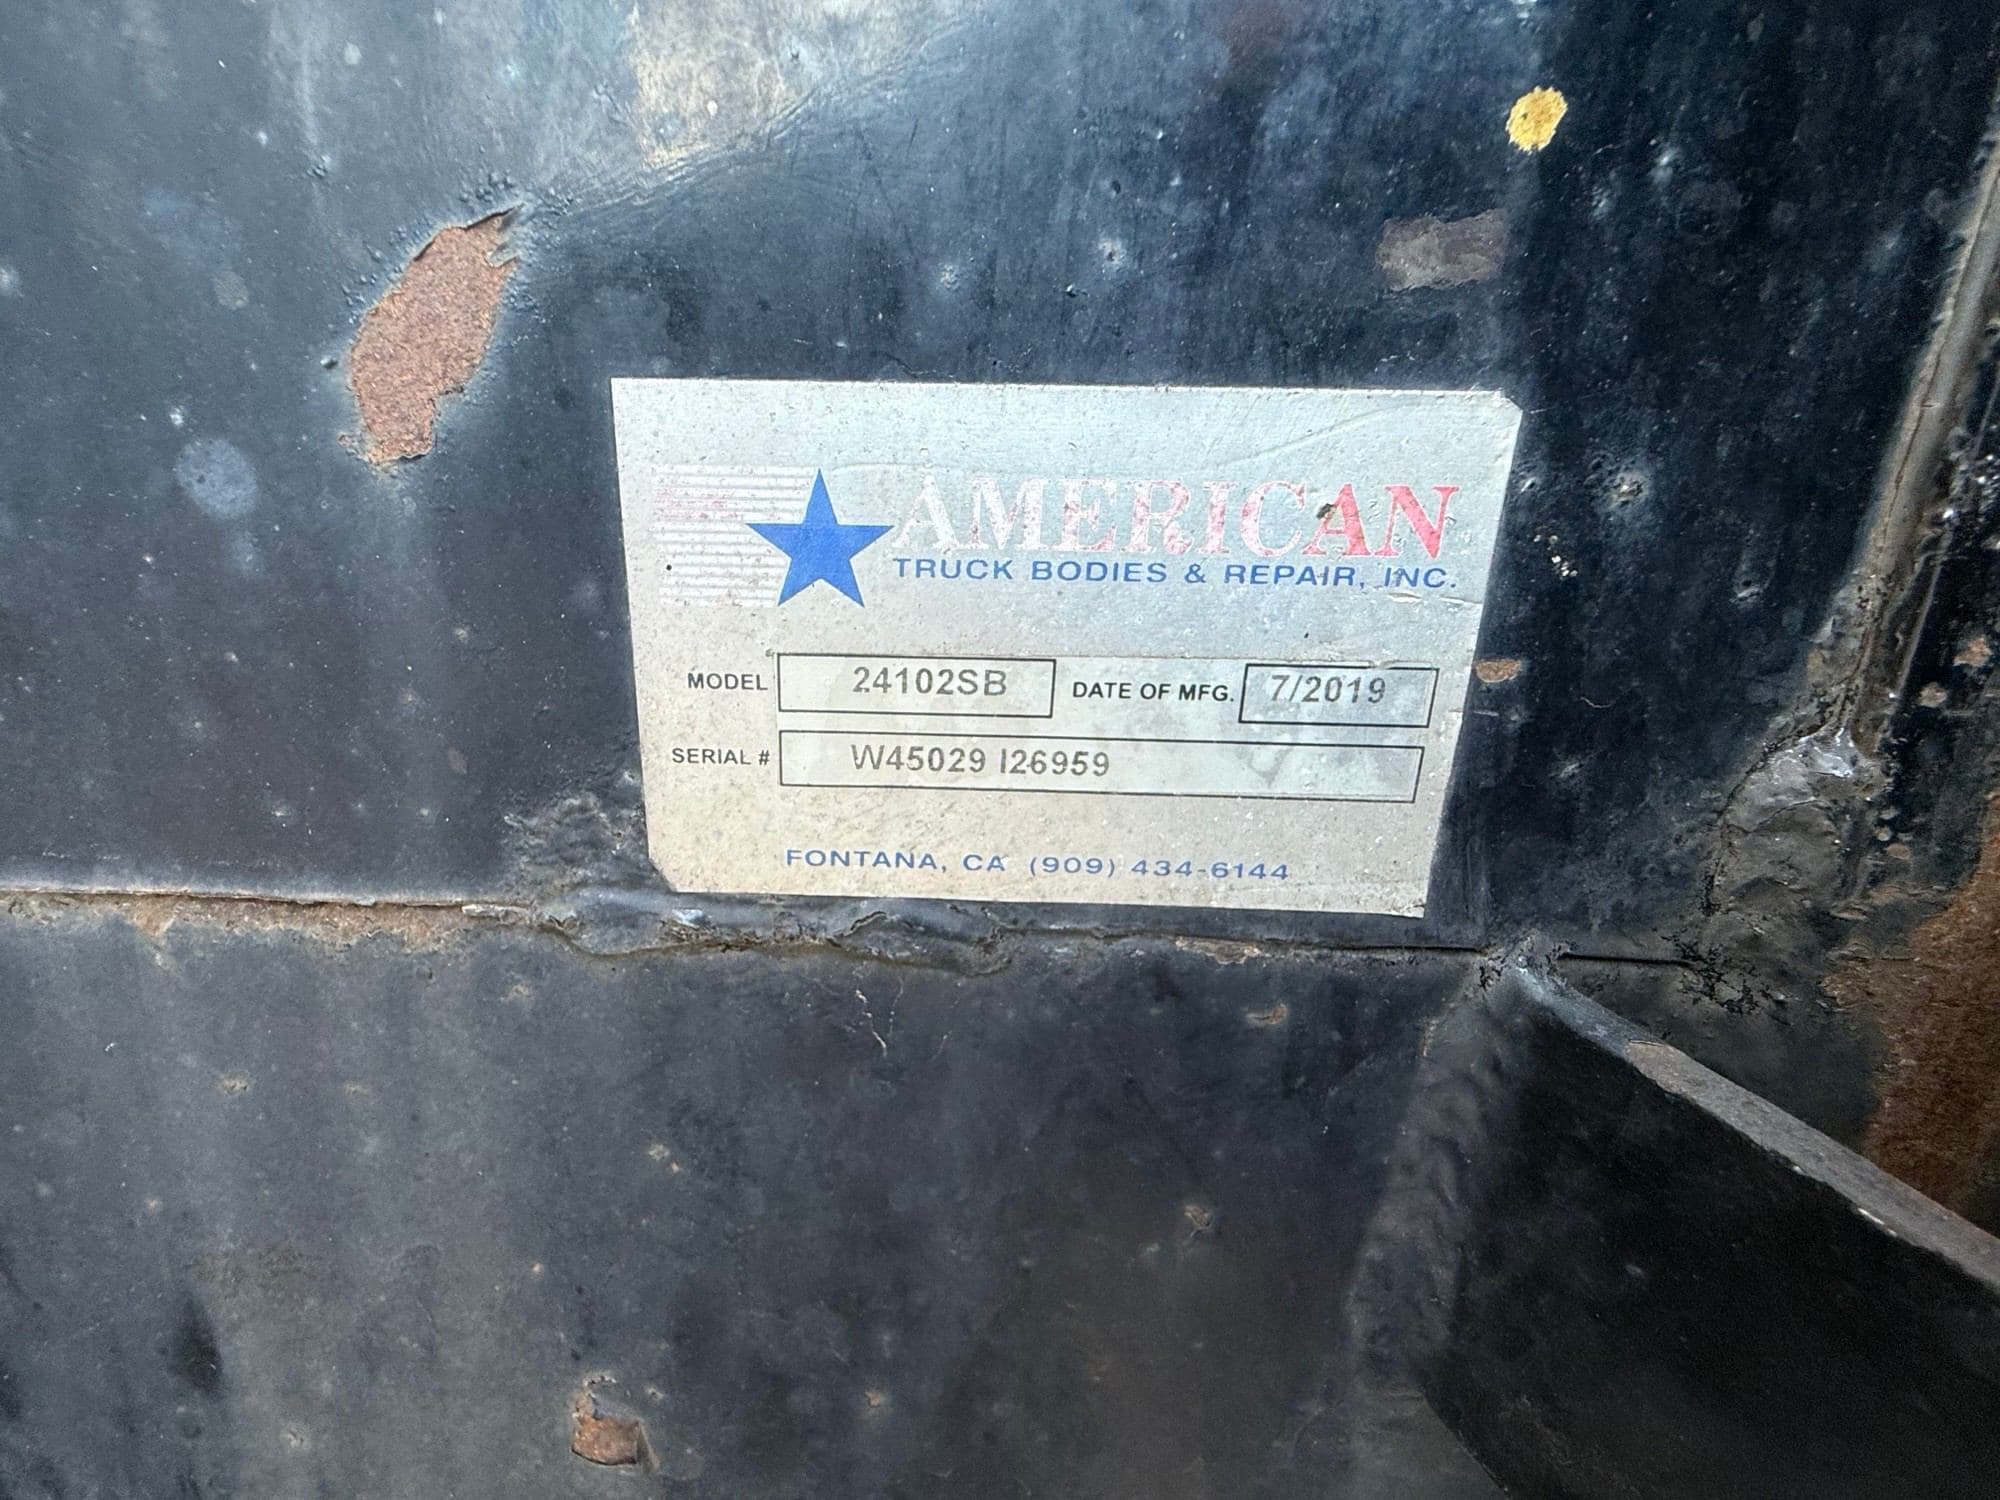 AMERICAN
TRUCK BODIES & REPAIR, INC.
MODEL 24102SB DATE OF MFG. 7/2019
SERIAL # W45029 I26959
FONTANA, CA (909) 434-6144